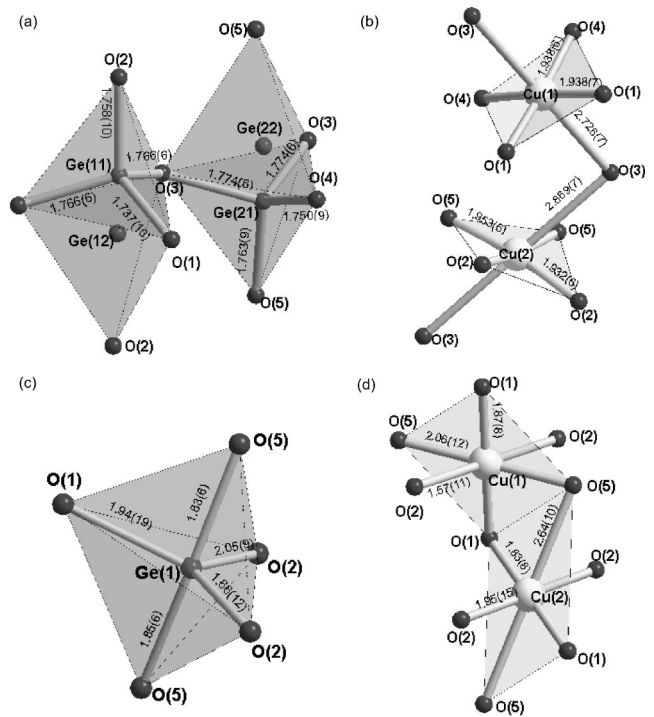 (a)
O(5)
O(2)
1.758(10)
Ge(22)
O(3)
Ge(11)
1.766(6)
O(3)
1.774(6)
1.774(6)
O(4)
1.766(6)
Ge(21)
1.750(9)
Ge(12)
O(1)
1.763(9)
O(5)
O(2)
(b)
O(3)
O(4)
1.938(6)
1.938(7)
O(4)
Cu(1)
O(1)
2.726(7)
O(1)
O(3)
2.869(7)
O(5)
1.953(6)
O(5)
Cu(2)
O(2)
1.932(6)
O(2)
O(3)
(c)
O(5)
O(1)
1.83(6)
1.94(19)
2.05(9)
O(2)
Ge(1)
1.66(12)
1.85(6)
O(2)
O(5)
(d)
O(1)
1.87(8)
O(5)
2.06(12)
O(2)
Cu(1)
1.57(11)
O(5)
O(2)
2.64(10)
O(1)
1.83(8)
O(2)
1.95(15)
Cu(2)
O(2)
O(1)
O(5)